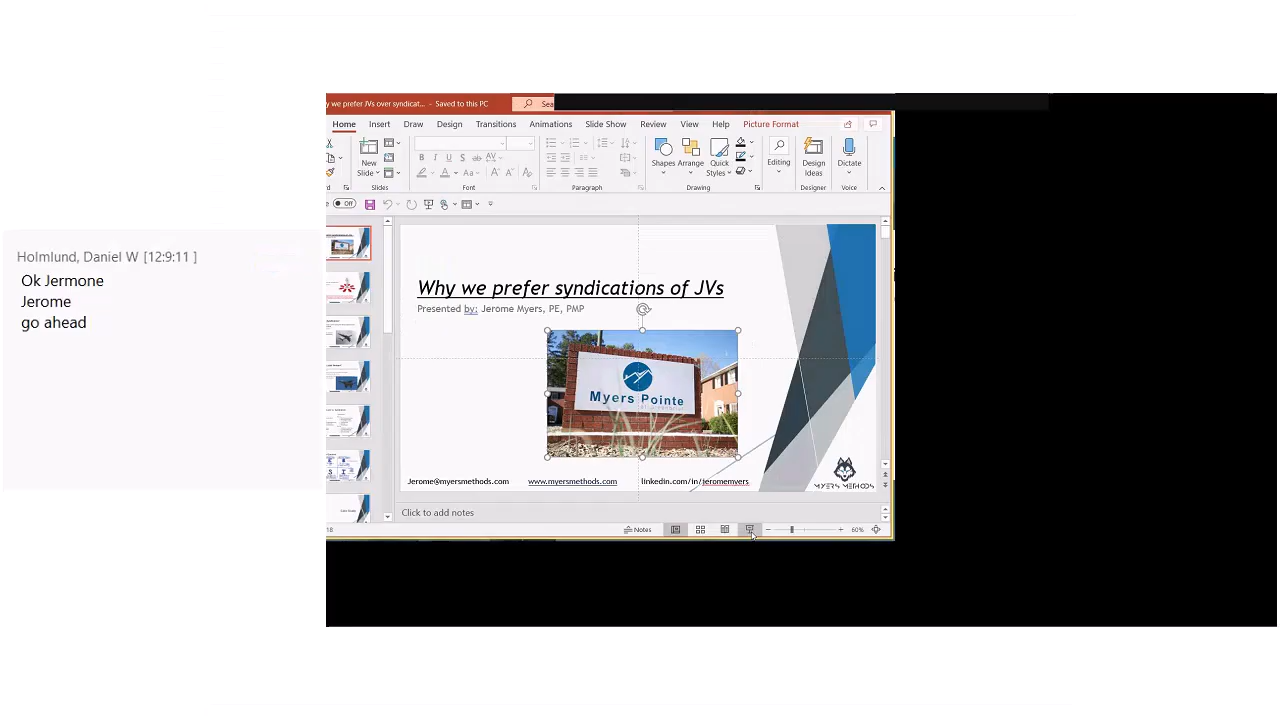 Holmlund, Daniel W [12:9:11 ]
Ok Jermone
Jerome
go ahead
y we prefer JVs over syndicat... - Saved to this PC
Sea
Home Insert Draw Design Transitions Animations Slide Show Review View Help Picture Format
New
Slide
Slides
Font
Paragraph
Shapes Arrange Quick
Styles
Drawing
Editing
Design
Ideas
Designer
Dictate
Voice
Off
Why we prefer syndications of JVs
Presented by: Jerome Myers, PE, PMP
Myers Pointe
Jerome@myersmethods.com www.myersmethods.com linkedin.com/in/jeromemyers
MYERS METHODS
Click to add notes
18
Notes
60%